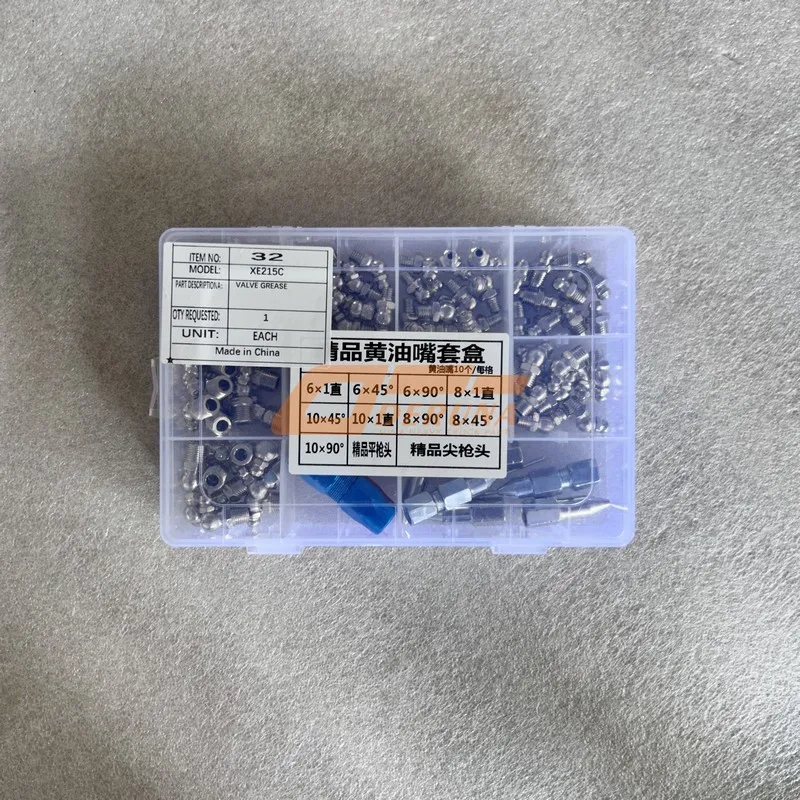 ITEM NO: 32
MODEL: XE215C
PART DESCRIPTIONA: VALVE GREASE
QTY REQUESTED: 1
UNIT: EACH
Made in China
精品黄油嘴套盒
黄油嘴10个/每格
6×1直 6×45° 6×90° 8×1直
10×45° 10×1直 8×90° 8×45°
10×90° 精品平枪头 精品尖枪头